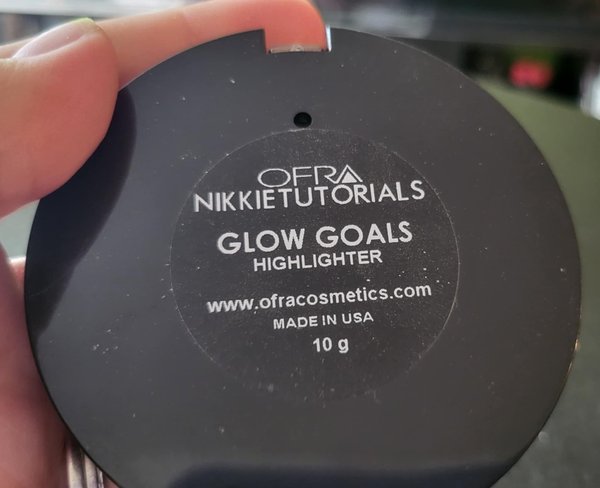 OFRA
NIKKIETUTORIALS
GLOW GOALS
HIGHLIGHTER
www.ofracosmetics.com
MADE IN USA
10 g